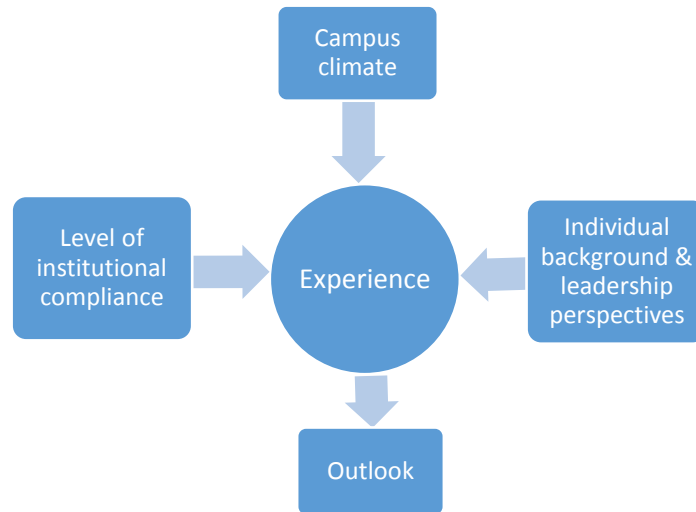 Campus
climate
Level of
institutional
compliance
Experience
Individual
background &
leadership
perspectives
Outlook